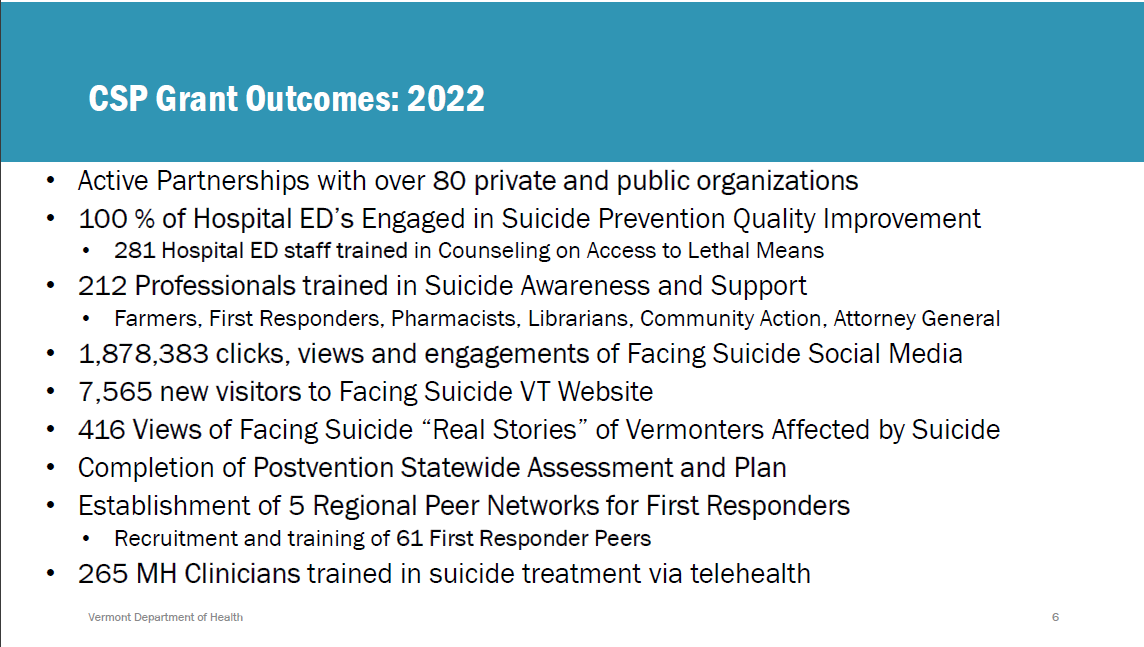 CSP Grant Outcomes: 2022
• Active Partnerships with over 80 private and public organizations
• 100 % of Hospital ED’s Engaged in Suicide Prevention Quality Improvement
• 281 Hospital ED staff trained in Counseling on Access to Lethal Means
• 212 Professionals trained in Suicide Awareness and Support
• Farmers, First Responders, Pharmacists, Librarians, Community Action, Attorney General
• 1,878,383 clicks, views and engagements of Facing Suicide Social Media
• 7,565 new visitors to Facing Suicide VT Website
• 416 Views of Facing Suicide “Real Stories” of Vermonters Affected by Suicide
• Completion of Postvention Statewide Assessment and Plan
• Establishment of 5 Regional Peer Networks for First Responders
• Recruitment and training of 61 First Responder Peers
• 265 MH Clinicians trained in suicide treatment via telehealth
Vermont Department of Health 6